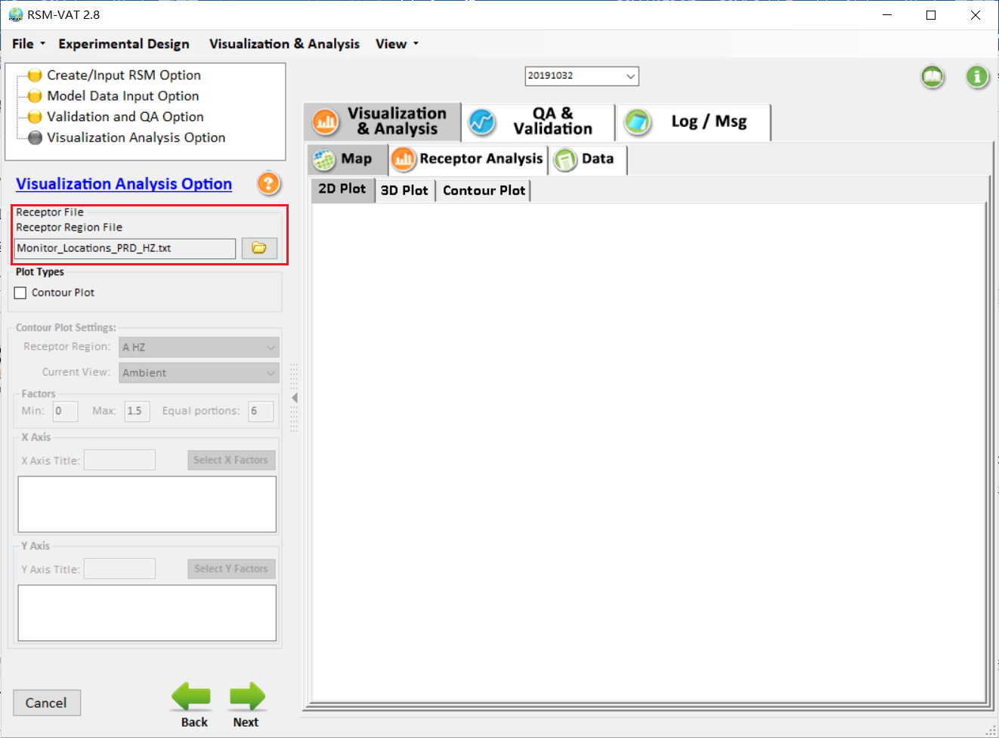 RSM-VAT 2.8
File Experimental Design Visualization & Analysis View
Create/Input RSM Option
Model Data Input Option
Validation and QA Option
Visualization Analysis Option
Visualization Analysis Option
Receptor File
Receptor Region File
Monitor_Locations_PRD_HZ.txt
Plot Types
Contour Plot
Contour Plot Settings:
Receptor Region: A HZ
Current View: Ambient
Factors
Min: 0 Max: 1.5 Equal portions: 6
X Axis
X Axis Title: Select X Factors
Y Axis
Y Axis Title: Select Y Factors
Cancel
Back Next
20191032
Visualization
& Analysis
QA &
Validation
Log / Msg
Map Receptor Analysis Data
2D Plot 3D Plot Contour Plot